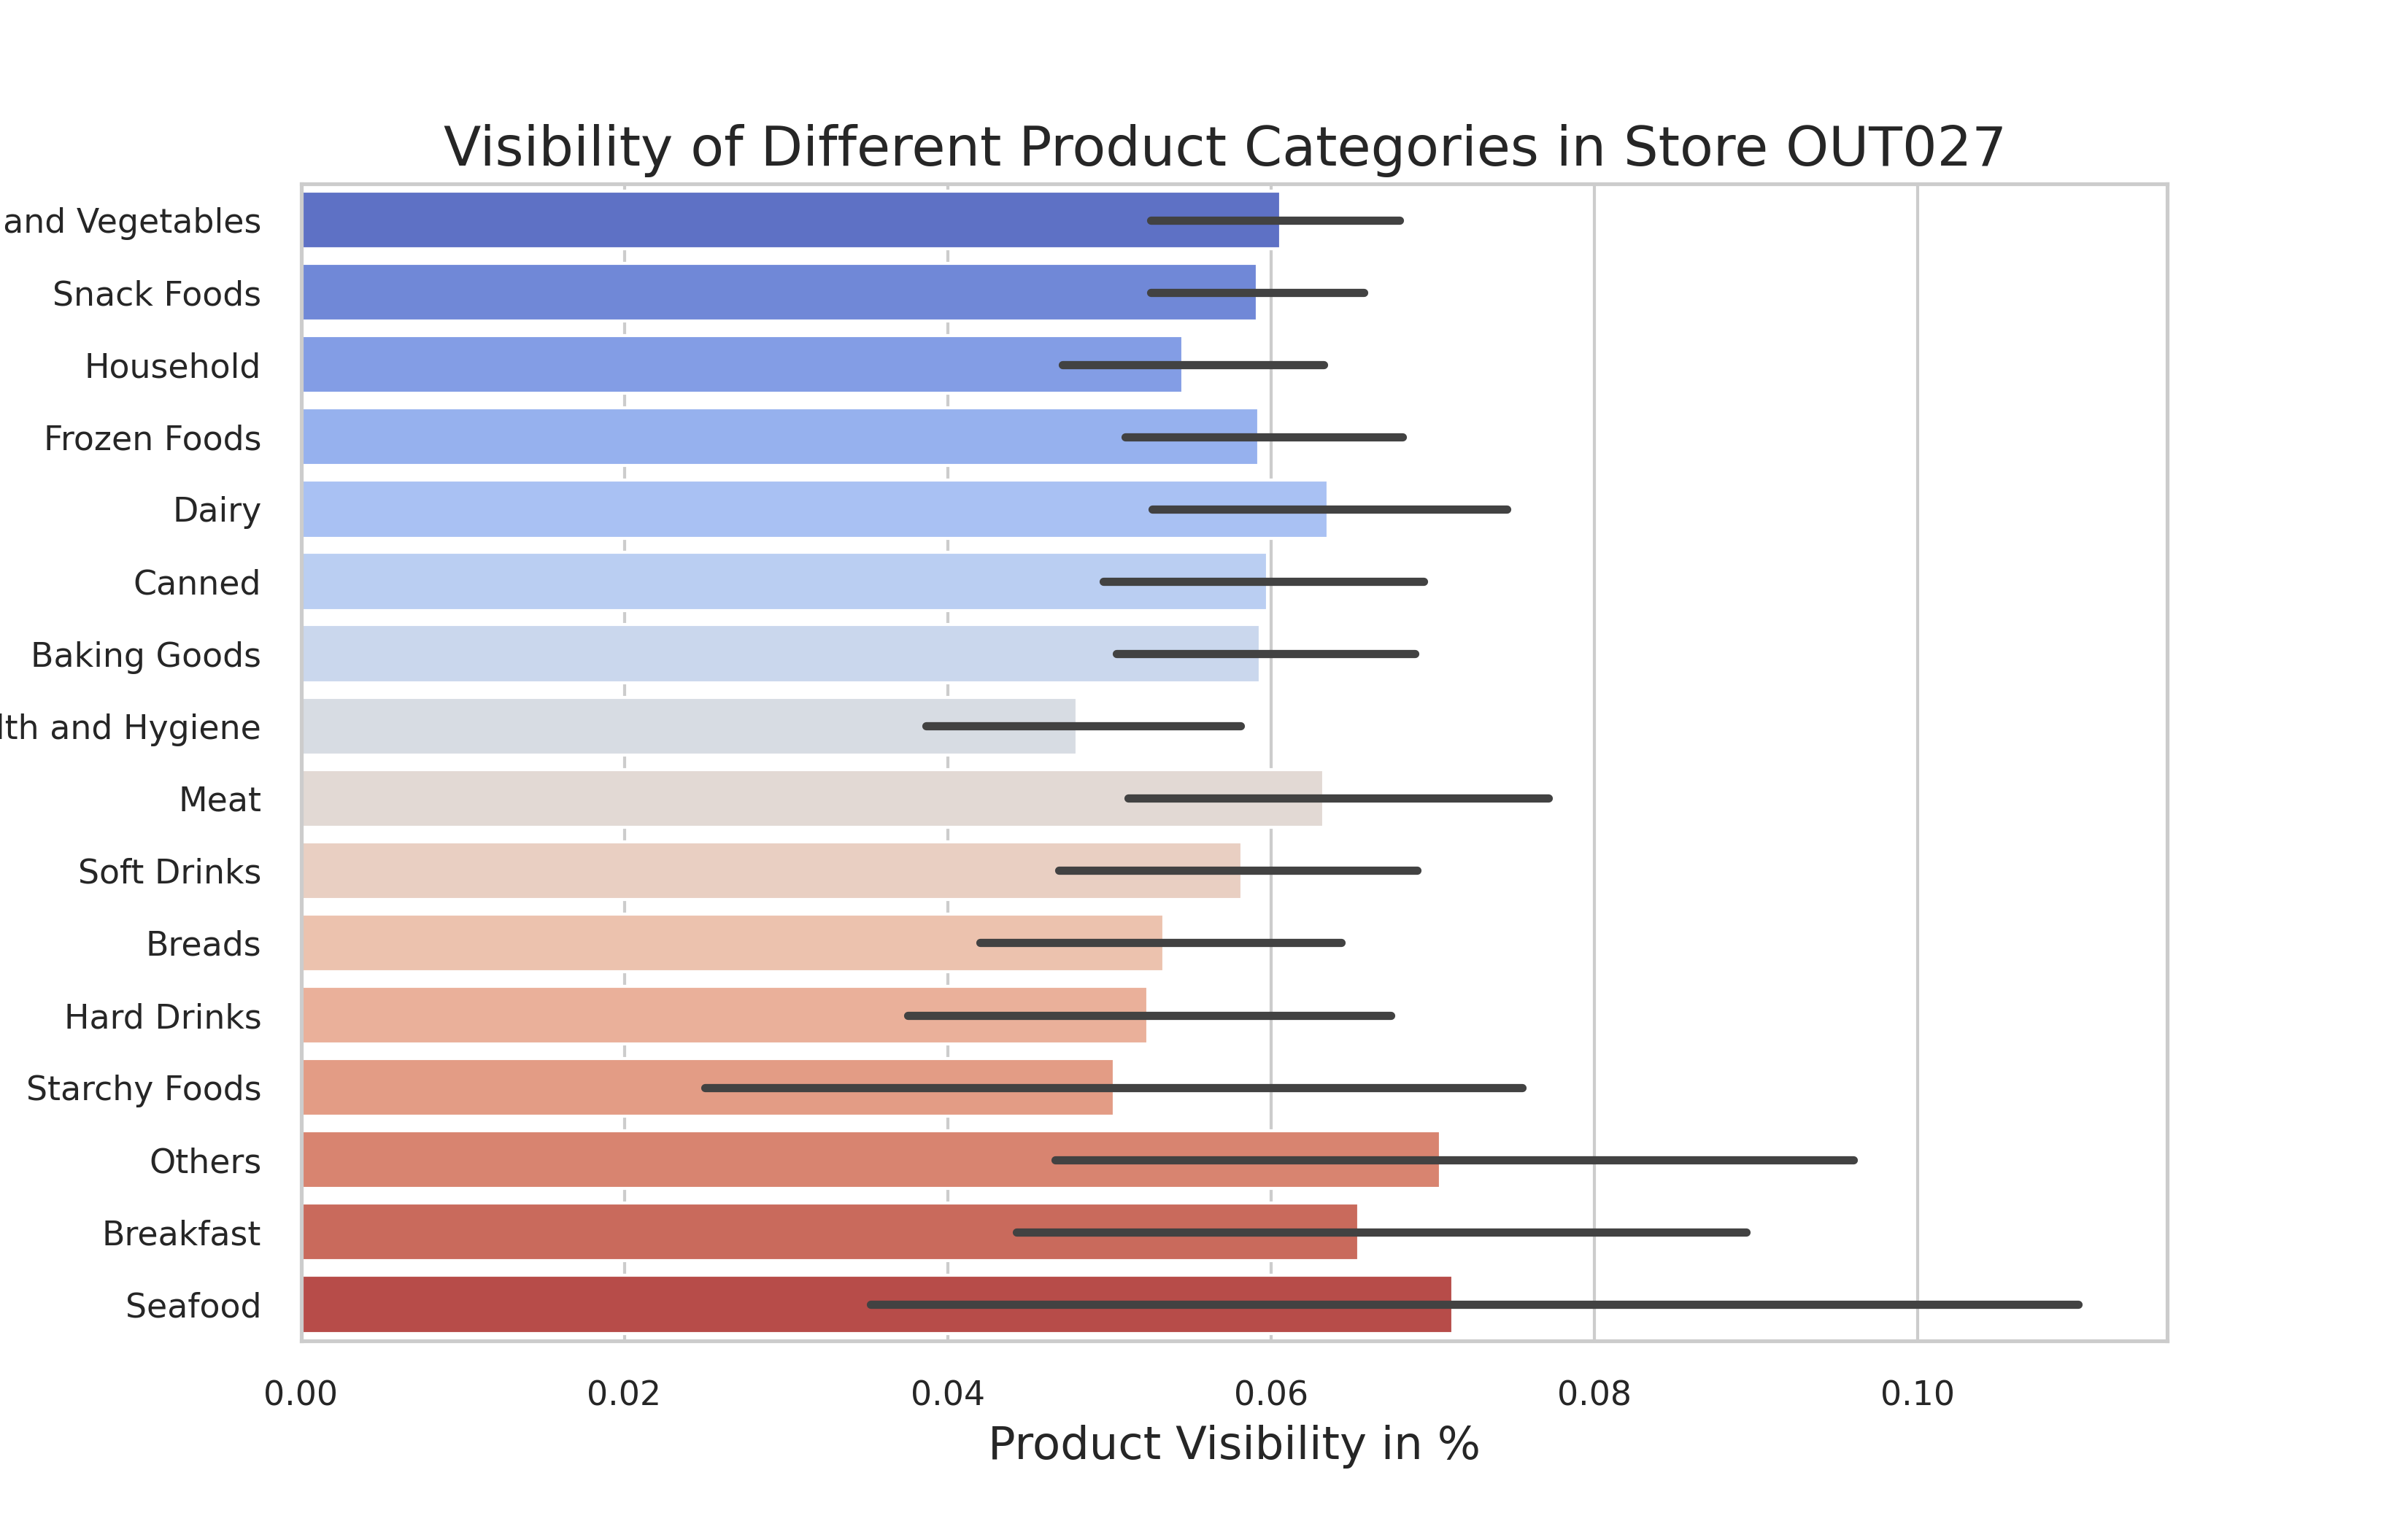 Visibility of Different Product Categories in Store OUT027
and Vegetables
Snack Foods
Household
Frozen Foods
Dairy
Canned
Baking Goods
lth and Hygiene
Meat
Soft Drinks
Breads
Hard Drinks
Starchy Foods
Others
Breakfast
Seafood
0.00 0.02 0.04 0.06 0.08 0.10
Product Visibility in %